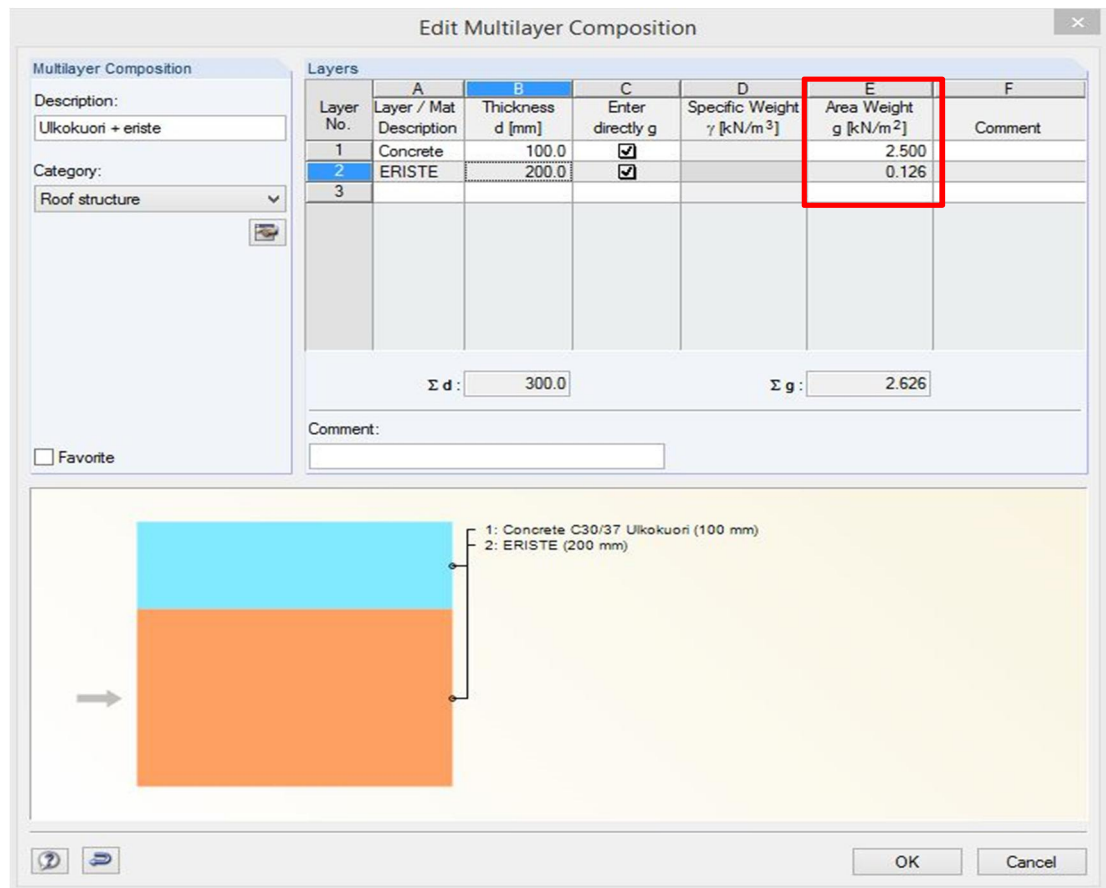 Edit Multilayer Composition
Multilayer Composition
Description:
Ulkokuori + eriste
Category:
Roof structure
Favorite
Layers
A B C D E F
Layer Layer / Mat Thickness Enter Specific Weight Area Weight
No. Description d [mm] directly g γ [kN/m³] g [kN/m²] Comment
1 Concrete 100.0 2.500
2 ERISTE 200.0 0.126
3
Σ d : 300.0 Σ g : 2.626
Comment:
1: Concrete C30/37 Ulkokuori (100 mm)
2: ERISTE (200 mm)
OK Cancel